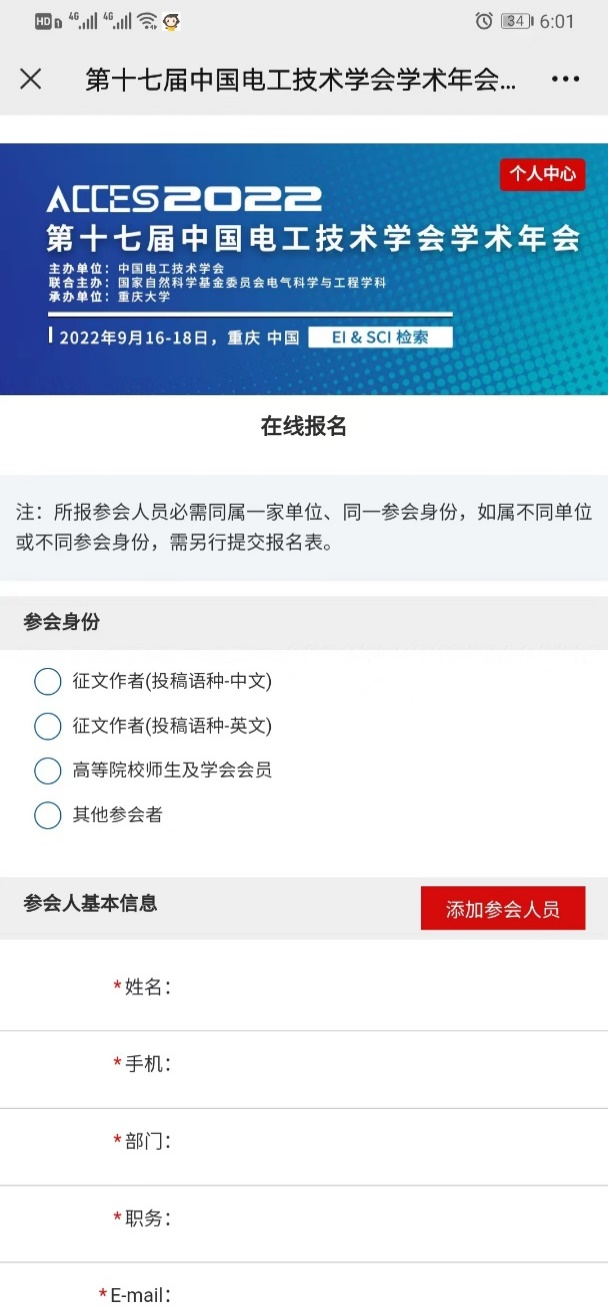 HD 4G 4G 34 6:01
第十七届中国电工技术学会学术年会...
个人中心
ACCES2022
第十七届中国电工技术学会学术年会
主办单位：中国电工技术学会
联合主办：国家自然科学基金委员会电气科学与工程学科
承办单位：重庆大学
2022年9月16-18日，重庆 中国 EI & SCI 检索
在线报名
注：所报参会人员必需同属一家单位、同一参会身份，如属不同单位
或不同参会身份，需另行提交报名表。
参会身份
征文作者(投稿语种-中文)
征文作者(投稿语种-英文)
高等院校师生及学会会员
其他参会者
参会人基本信息 添加参会人员
*姓名：
*手机：
*部门：
*职务：
*E-mail：